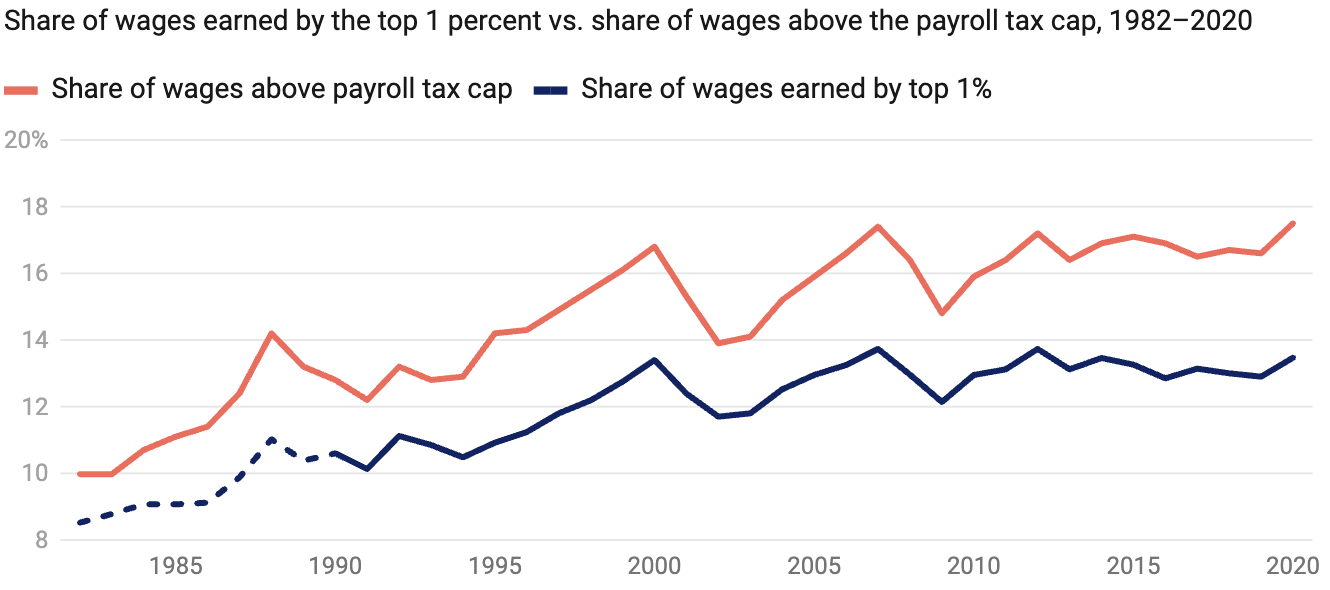 Share of wages earned by the top 1 percent vs. share of wages above the payroll tax cap, 1982–2020
Share of wages above payroll tax cap Share of wages earned by top 1%
20%
18
16
14
12
10
8
1985 1990 1995 2000 2005 2010 2015 2020